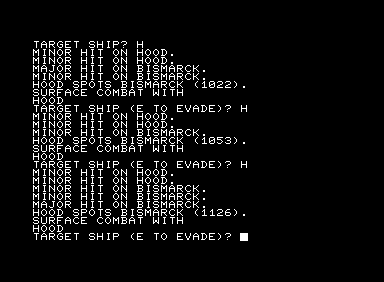 TARGET SHIP? H
MINOR HIT ON HOOD.
MINOR HIT ON HOOD.
MAJOR HIT ON BISMARCK.
MINOR HIT ON BISMARCK.
HOOD SPOTS BISMARCK (1022).
SURFACE COMBAT WITH
HOOD
TARGET SHIP (E TO EVADE)? H
MINOR HIT ON HOOD.
MINOR HIT ON HOOD.
MINOR HIT ON BISMARCK.
HOOD SPOTS BISMARCK (1053).
SURFACE COMBAT WITH
HOOD
TARGET SHIP (E TO EVADE)? H
MINOR HIT ON HOOD.
MINOR HIT ON HOOD.
MINOR HIT ON BISMARCK.
MINOR HIT ON BISMARCK.
MAJOR HIT ON BISMARCK.
HOOD SPOTS BISMARCK (1126).
SURFACE COMBAT WITH
HOOD
TARGET SHIP (E TO EVADE)?